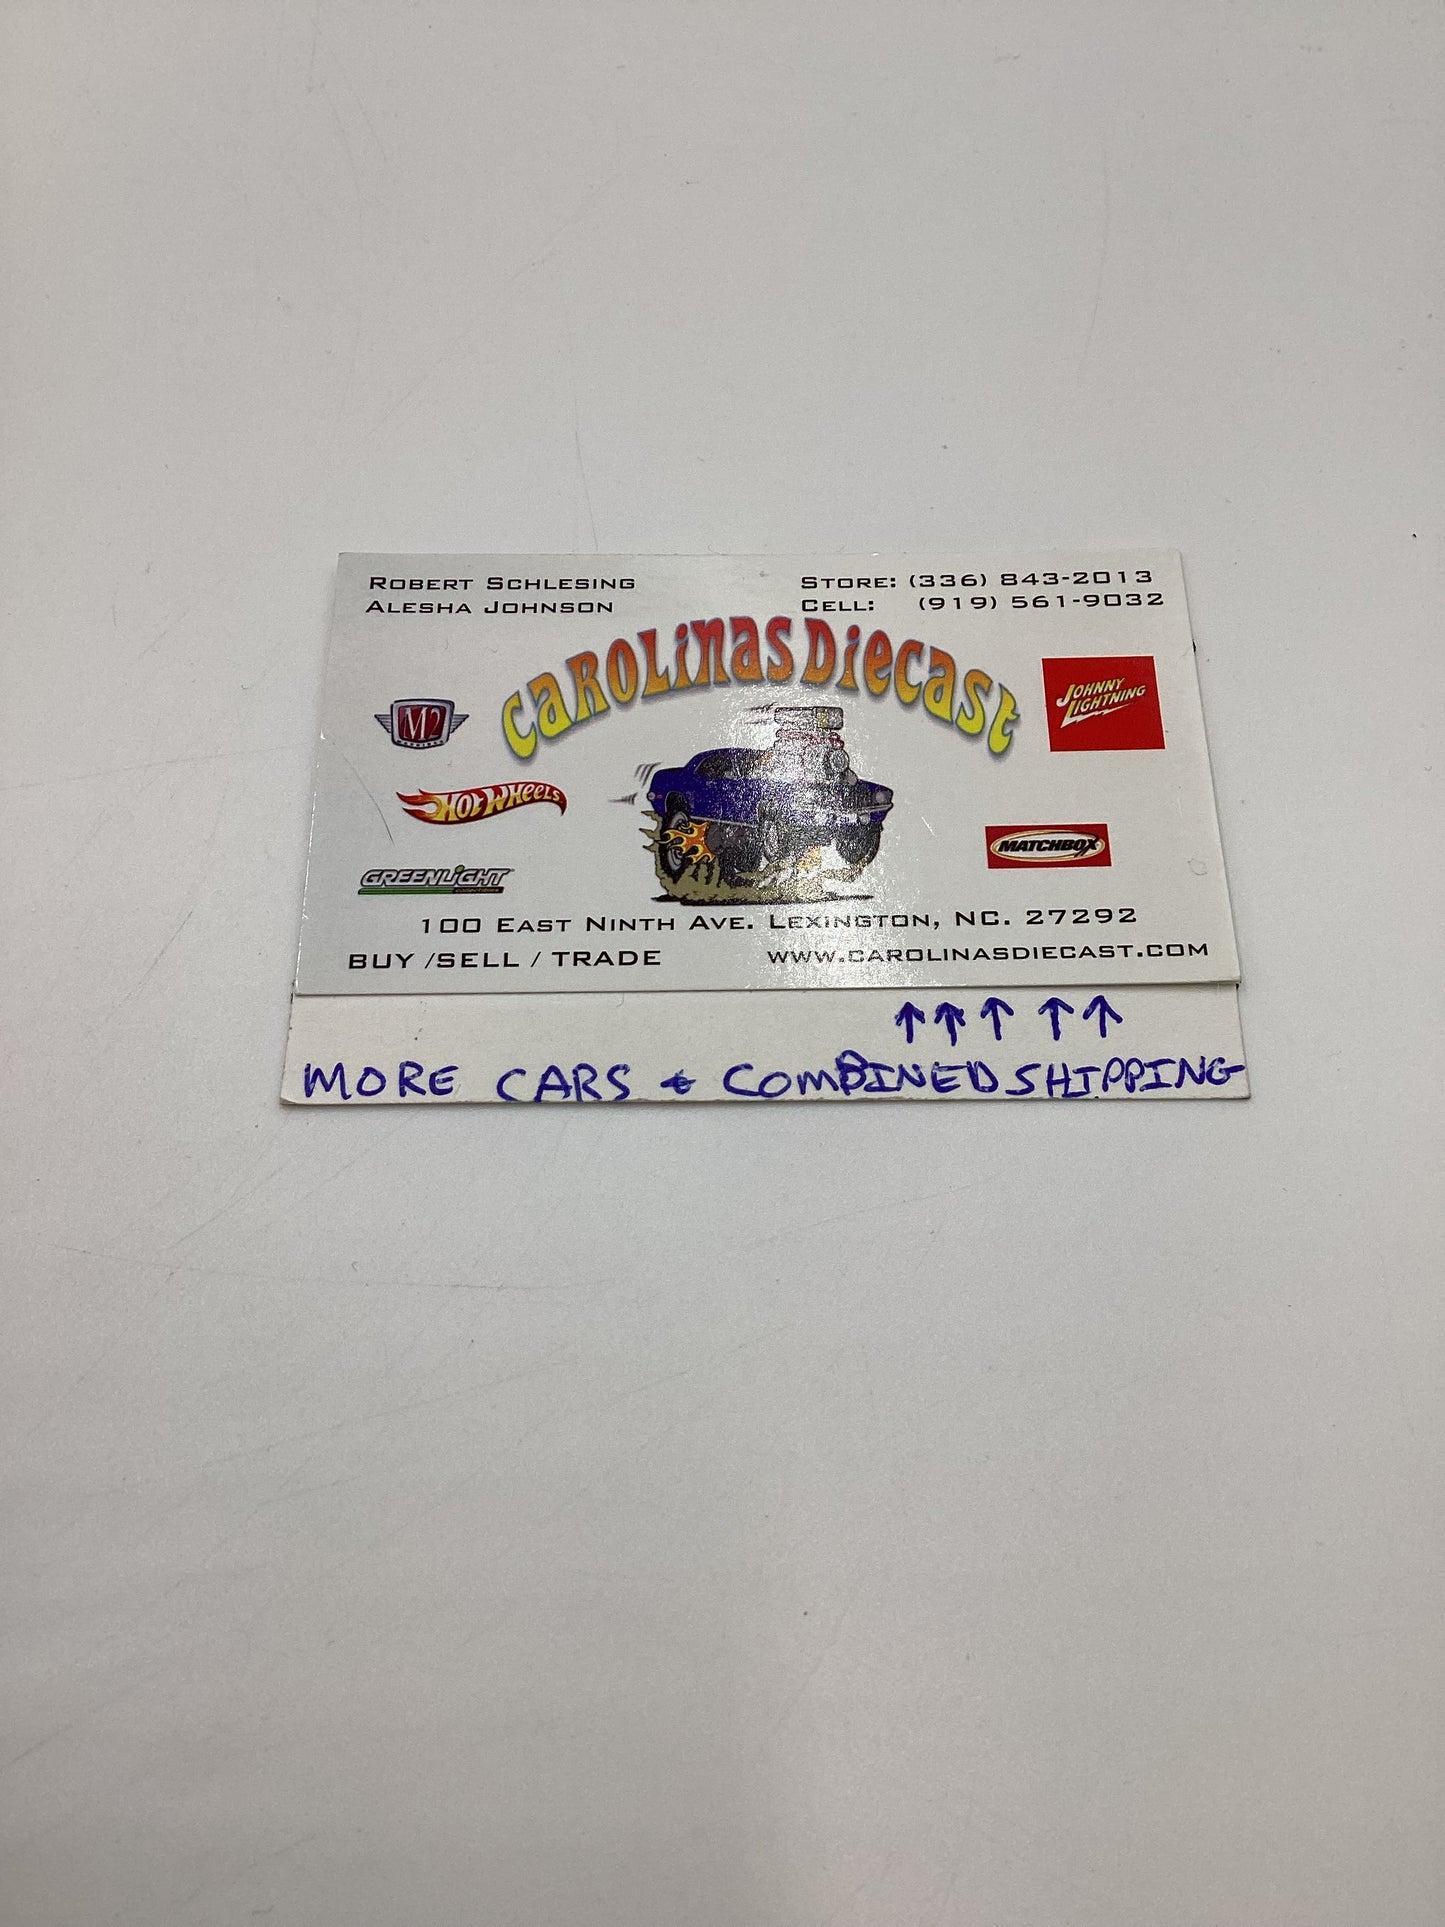 ROBERT SCHLESING
ALESHA JOHNSON
STORE: (336) 843-2013
CELL: (919) 561-9032
CAROLINAS DIECAST
M2
JOHNNY LIGHTNING
HOT WHEELS
MATCHBOX
GREENLIGHT
100 EAST NINTH AVE. LEXINGTON, NC. 27292
BUY /SELL / TRADE
WWW.CAROLINASDIECAST.COM
↑↑↑ ↑↑
MORE CARS & COMBINED SHIPPING